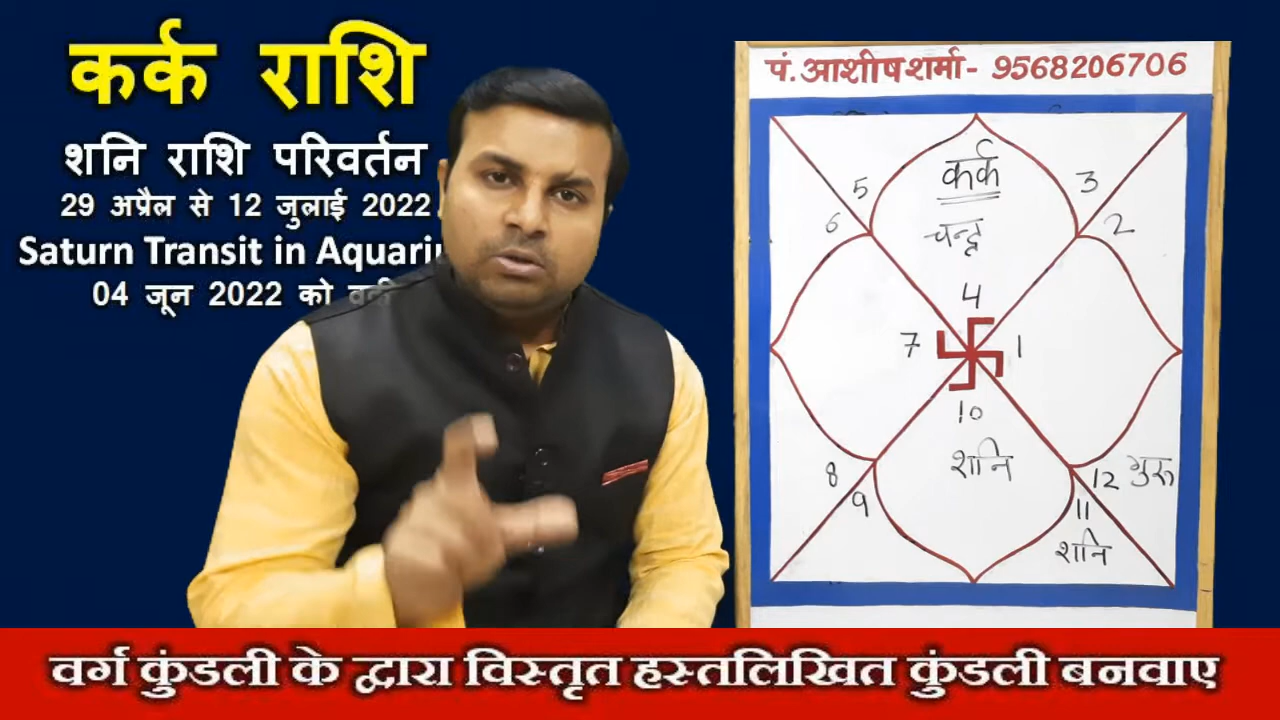 कर्क राशि
शनि राशि परिवर्तन
29 अप्रैल से 12 जुलाई 2022
Saturn Transit in
04 जून 2022 को
पं. आशीष शर्मा- 9568206706
कर्क
चन्द्र
5
3
6
2
4
7
1
10
शनि
8
9
12 गुरू
11
शनि
वर्ग कुंडली के द्वारा विस्तृत हस्तलिखित कुंडली बनवाए